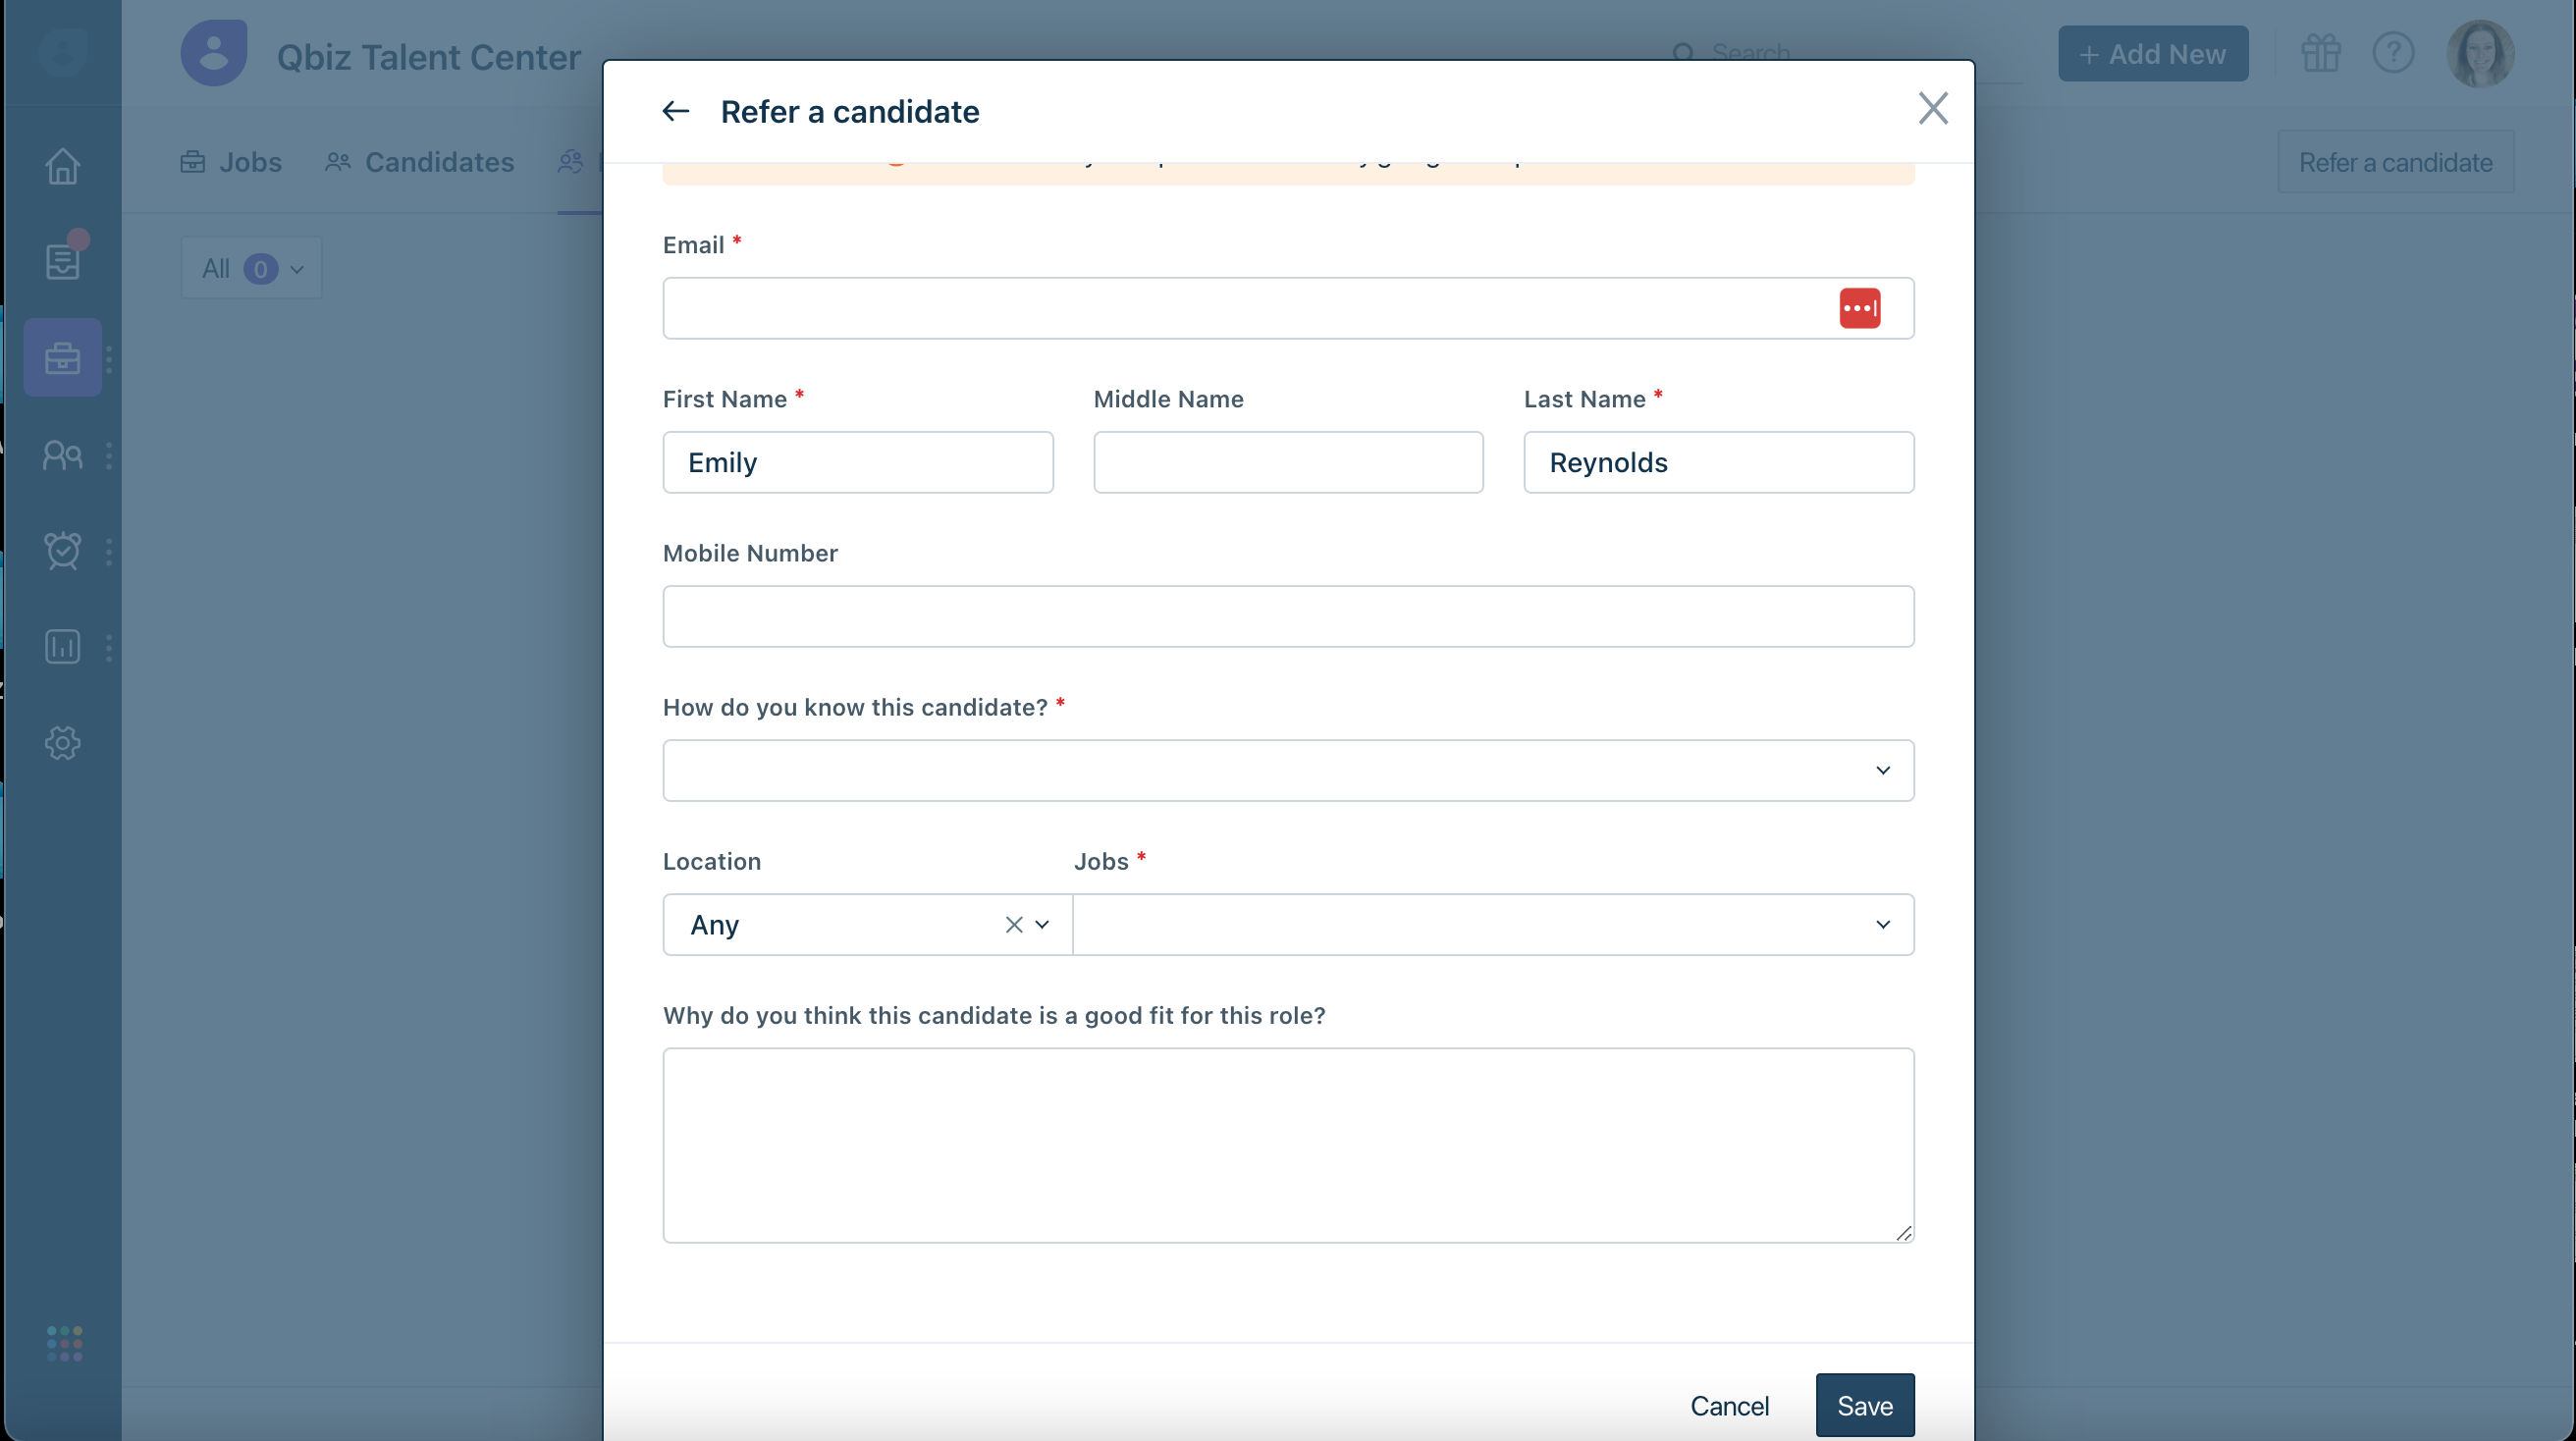 Qbiz Talent Center
Search
+ Add New
Refer a candidate
Jobs
Candidates
Refer a candidate
All 0
Email *
First Name *
Middle Name
Last Name *
Emily
Reynolds
Mobile Number
How do you know this candidate? *
Location
Jobs *
Any
Why do you think this candidate is a good fit for this role?
Cancel
Save